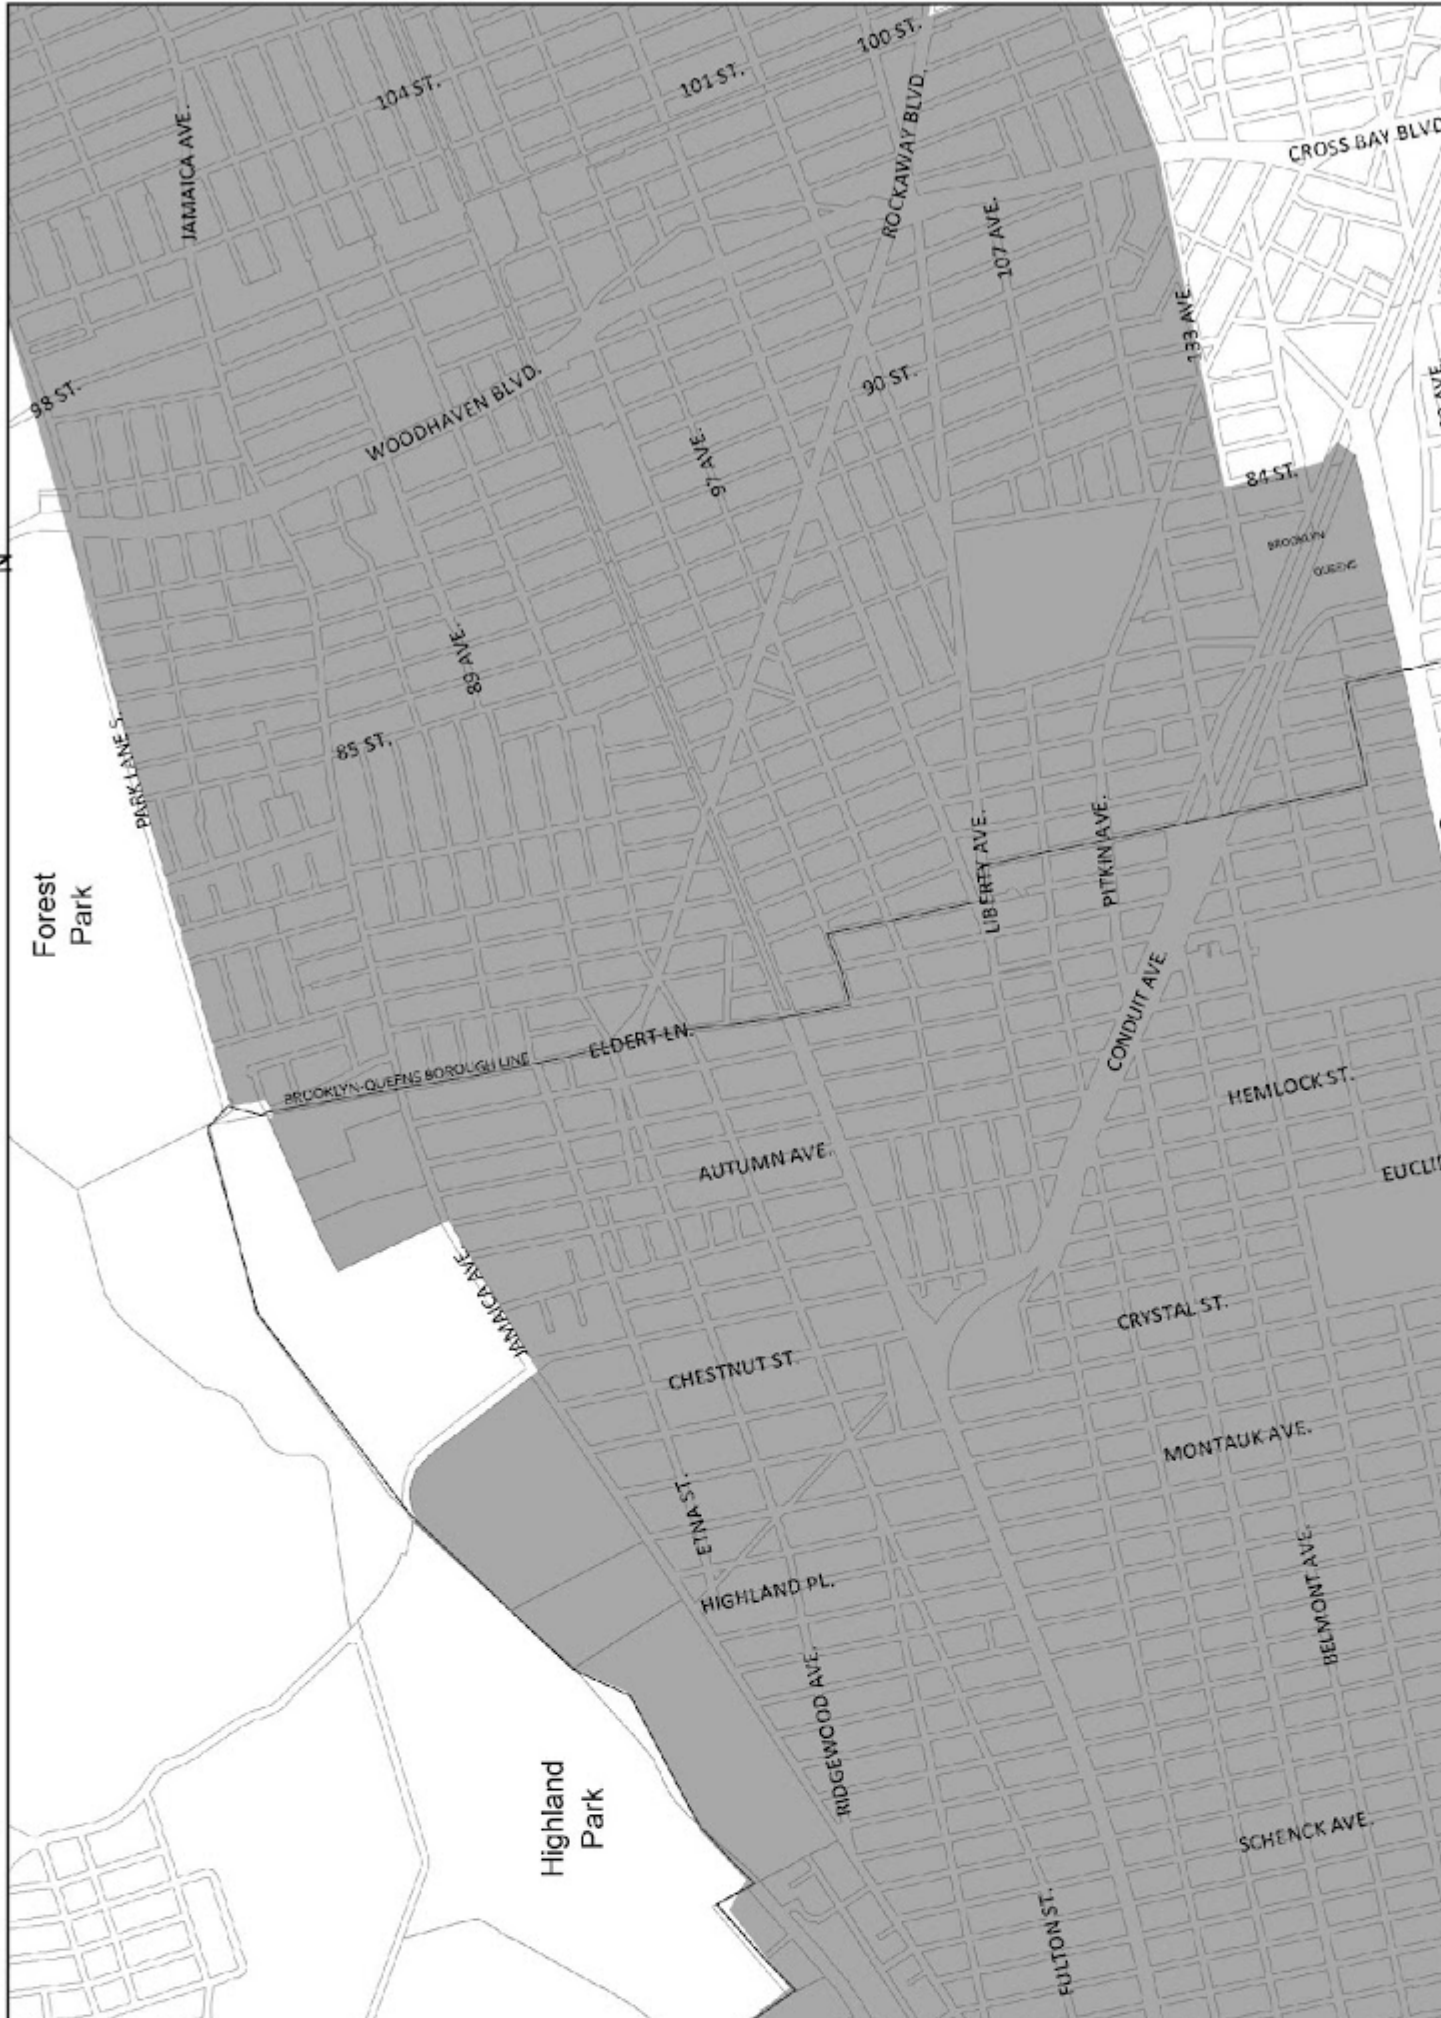 100 ST.
104 ST.
101 ST.
JAMAICA AVE.
CROSS BAY BLVD
ROCKAWAY BLVD.
107 AVE.
133 AVE.
98 ST.
WOODHAVEN BLVD.
90 ST.
97 AVE.
84 ST.
BROOKLYN
QUEENS
N
89 AVE.
85 ST.
PARK LANE S.
Forest
Park
LIBERTY AVE.
PITKIN AVE.
CONDUIT AVE
ELDERT LN.
BROOKLYN-QUEENS BOROUGH LINE
HEMLOCK ST.
AUTUMN AVE.
JAMAICA AVE.
CRYSTAL ST.
CHESTNUT ST.
MONTAUK AVE.
ETNA ST.
HIGHLAND PL.
BELMONT AVE.
RIDGEWOOD AVE.
Highland
Park
SCHENCK AVE.
FULTON ST.